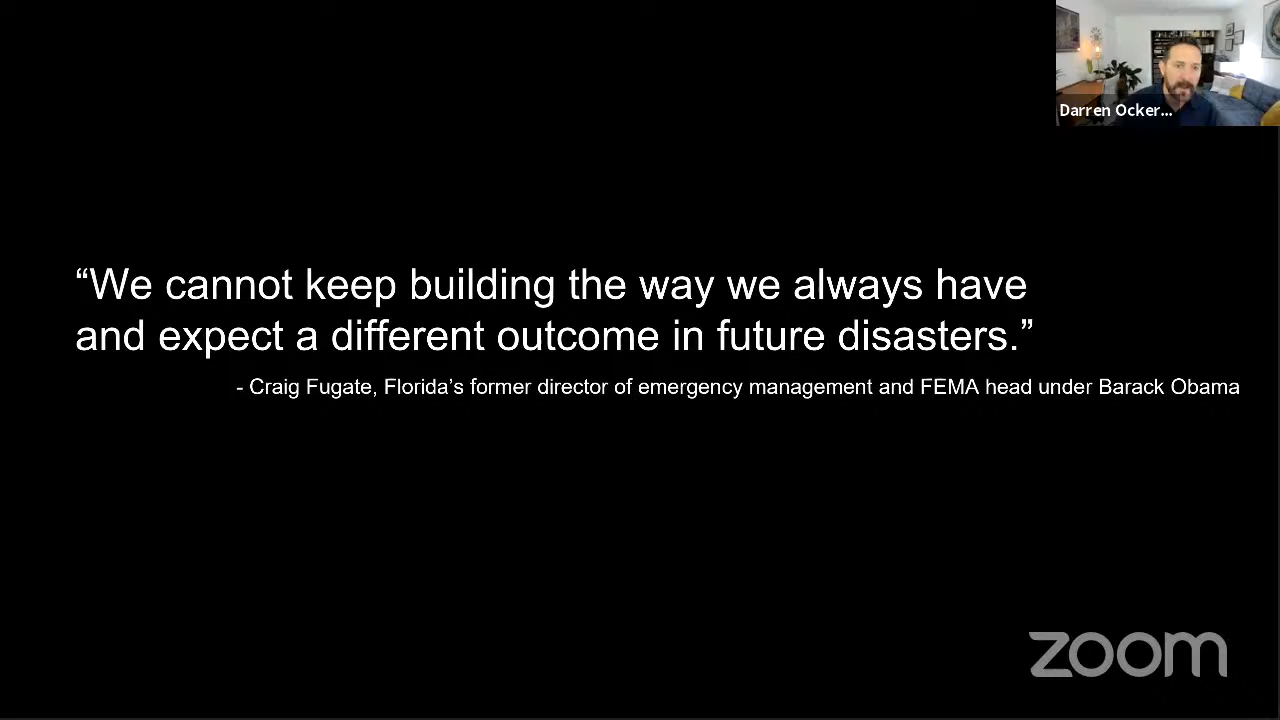 Darren Ocker...
“We cannot keep building the way we always have
and expect a different outcome in future disasters.”
- Craig Fugate, Florida’s former director of emergency management and FEMA head under Barack Obama
zoom